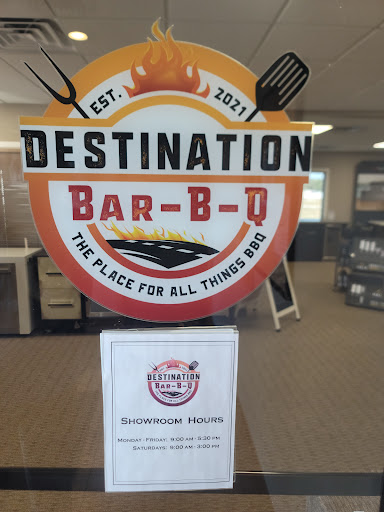 EST. 2021
DESTINATION
BAR-B-Q
THE PLACE FOR ALL THINGS BBQ
DESTINATION
BAR-B-Q
SHOWROOM HOURS
MONDAY - FRIDAY: 9:00 AM - 5:30 PM
SATURDAYS: 9:00 AM - 3:00 PM